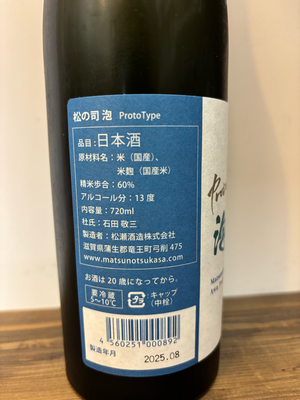 松の司 泡 ProtoType
品目:日本酒
原材料名:米(国産)、
米麹(国産米)
精米歩合:60%
アルコール分:13度
内容量:720ml
杜氏:石田 敬三
製造者:松瀬酒造株式会社
滋賀県蒲生郡竜王町弓削475
www.matsunotsukasa.com
お酒は20歳になってから。
要冷蔵
5~10℃
キャップ
(中栓)
4 560251 000892
製造年月 2025.08
泡